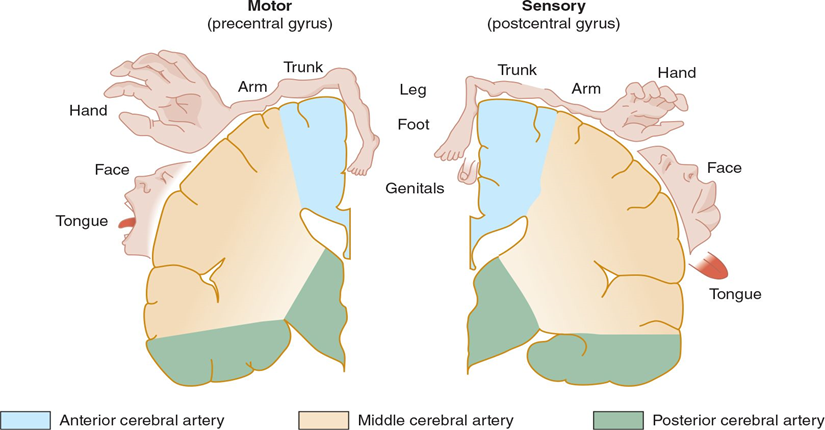 Motor
(precentral gyrus)
Sensory
(postcentral gyrus)
Trunk
Arm
Hand
Face
Tongue
Leg
Foot
Genitals
Trunk
Arm
Hand
Face
Tongue
Anterior cerebral artery
Middle cerebral artery
Posterior cerebral artery